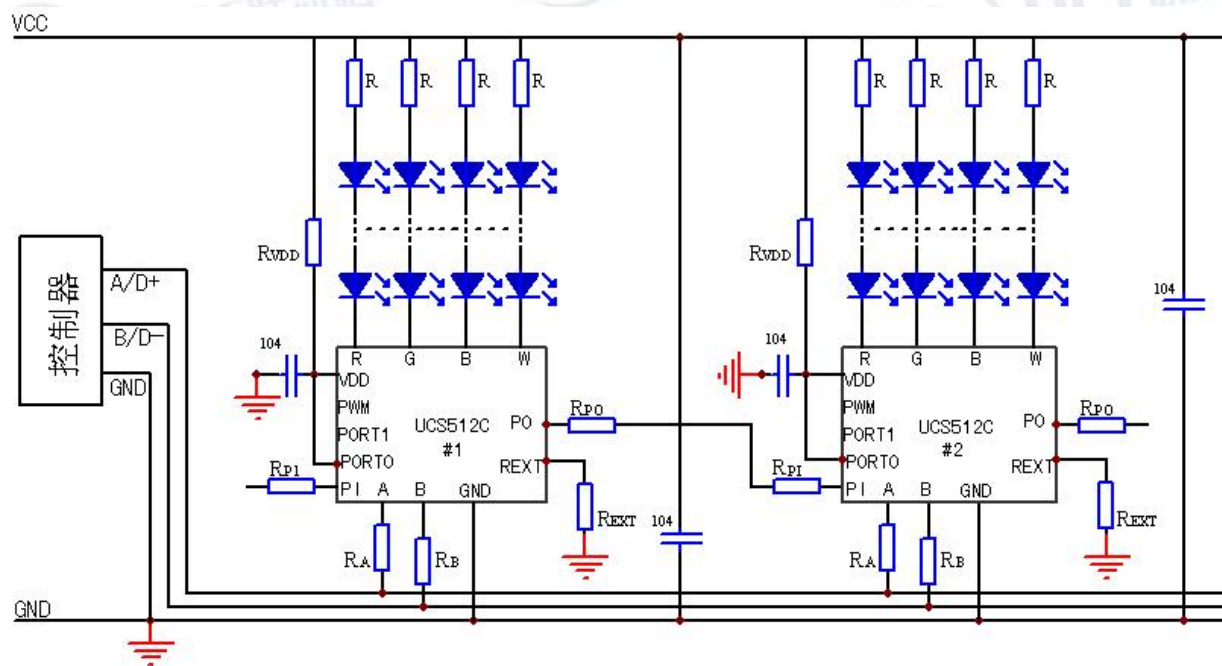 VCC
R R R R
R R R R
RVDD
RVDD
控制器
A/D+
B/D-
GND
104
104
104
R G B W
VDD
PWM
PORT1
PORT0
UCS512C
#1
PO
REXT
PI A B GND
RPO
RPI
REXT
104
RA
RB
R G B W
VDD
PWM
PORT1
PORT0
UCS512C
#2
PO
REXT
PI A B GND
RPO
RPI
REXT
RA
RB
GND